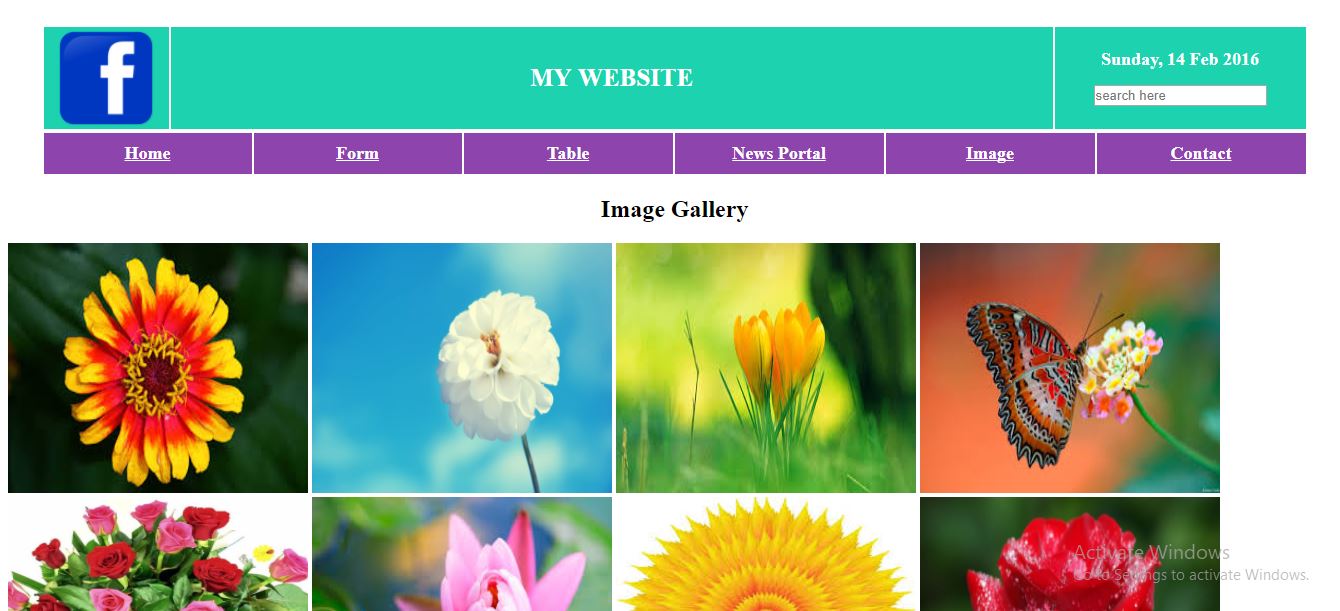 f
MY WEBSITE
Sunday, 14 Feb 2016
search here
Home
Form
Table
News Portal
Image
Contact
Image Gallery
Activate Windows
Go to Settings to activate Windows.